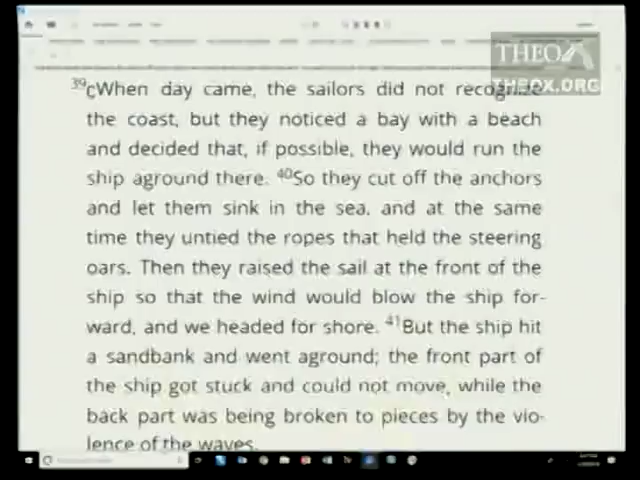 THEOX
THEOX.ORG
39 cWhen day came, the sailors did not recognize
the coast, but they noticed a bay with a beach
and decided that, if possible, they would run the
ship aground there. 40So they cut off the anchors
and let them sink in the sea, and at the same
time they untied the ropes that held the steering
oars. Then they raised the sail at the front of the
ship so that the wind would blow the ship for-
ward, and we headed for shore. 41But the ship hit
a sandbank and went aground; the front part of
the ship got stuck and could not move, while the
back part was being broken to pieces by the vio-
lence of the waves.